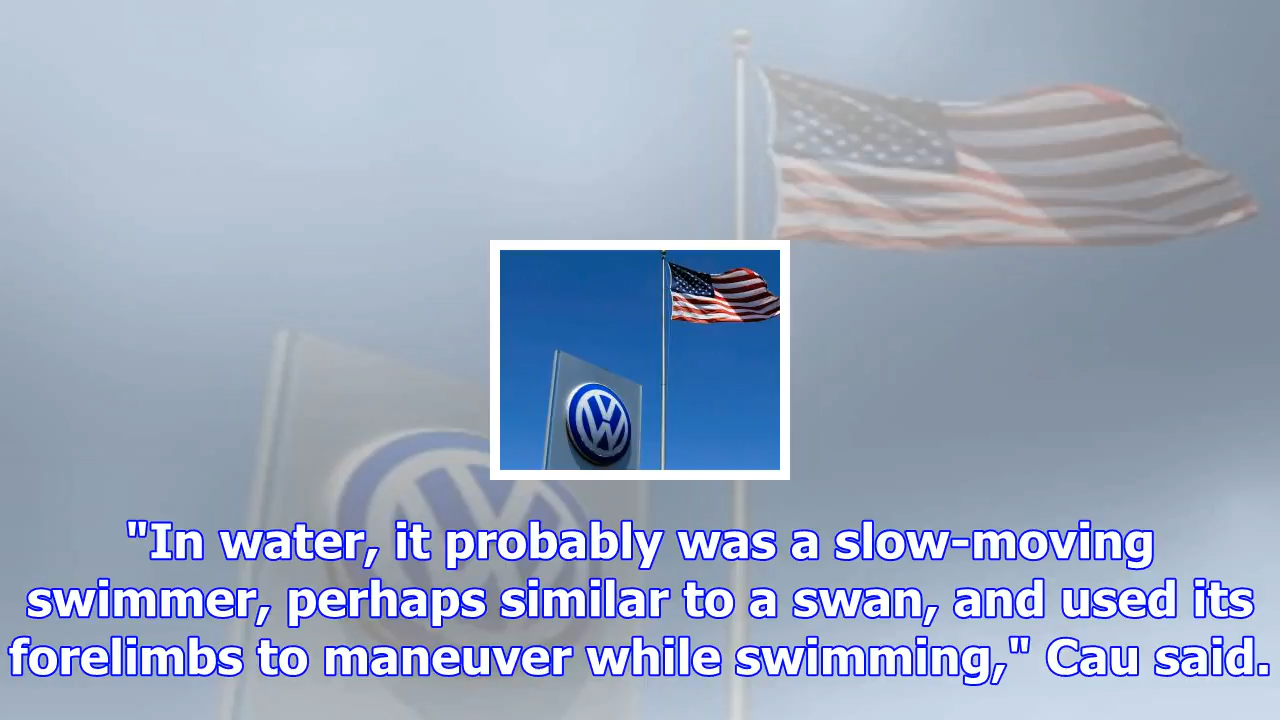 "In water, it probably was a slow-moving
swimmer, perhaps similar to a swan, and used its
forelimbs to maneuver while swimming," Cau said.